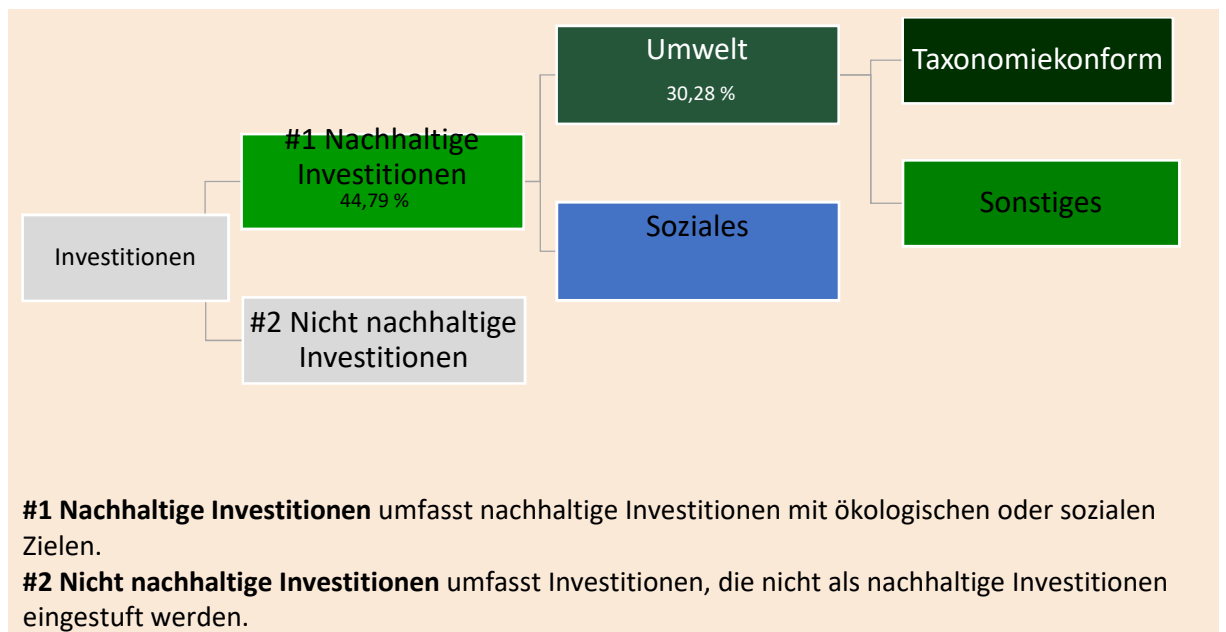 Investitionen
#1 Nachhaltige
Investitionen
44,79 %
#2 Nicht nachhaltige
Investitionen
Umwelt
30,28 %
Soziales
Taxonomiekonform
Sonstiges
#1 Nachhaltige Investitionen umfasst nachhaltige Investitionen mit ökologischen oder sozialen
Zielen.
#2 Nicht nachhaltige Investitionen umfasst Investitionen, die nicht als nachhaltige Investitionen
eingestuft werden.